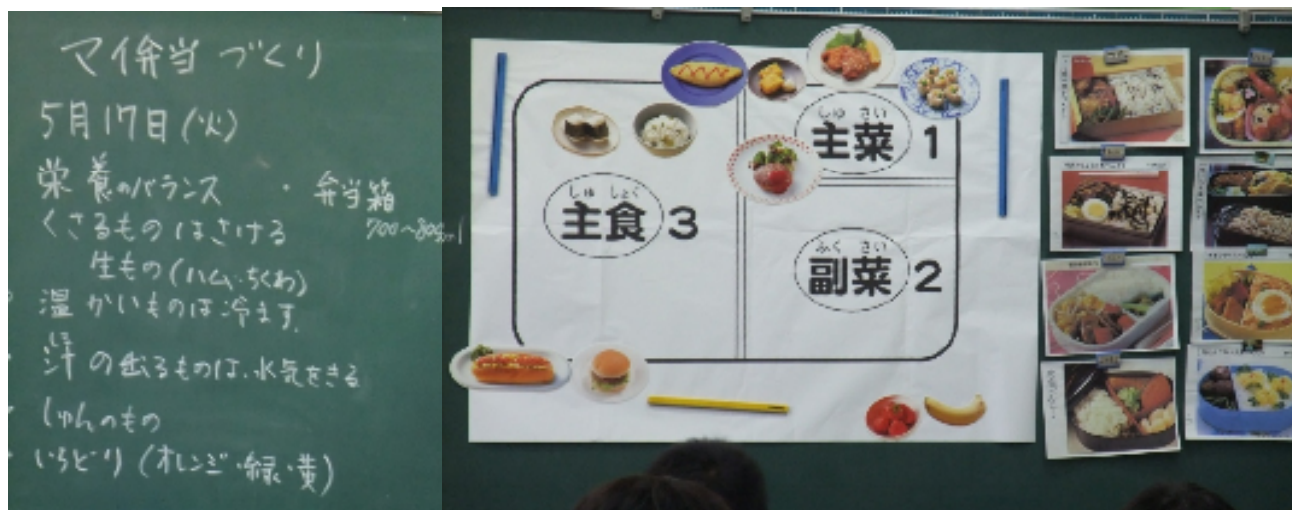 マイ弁当づくり
5月17日(火)
栄養のバランス
・弁当箱
700~800ml
くさるものはさける
生もの(ハム・ちくわ)
温かいものは冷ます。
汁の出るものは、水気をきる
しゅんのもの
いろどり(オレンジ・緑・黄)
しゅ さい
主菜 1
しゅ しょく
主食 3
ふく さい
副菜 2